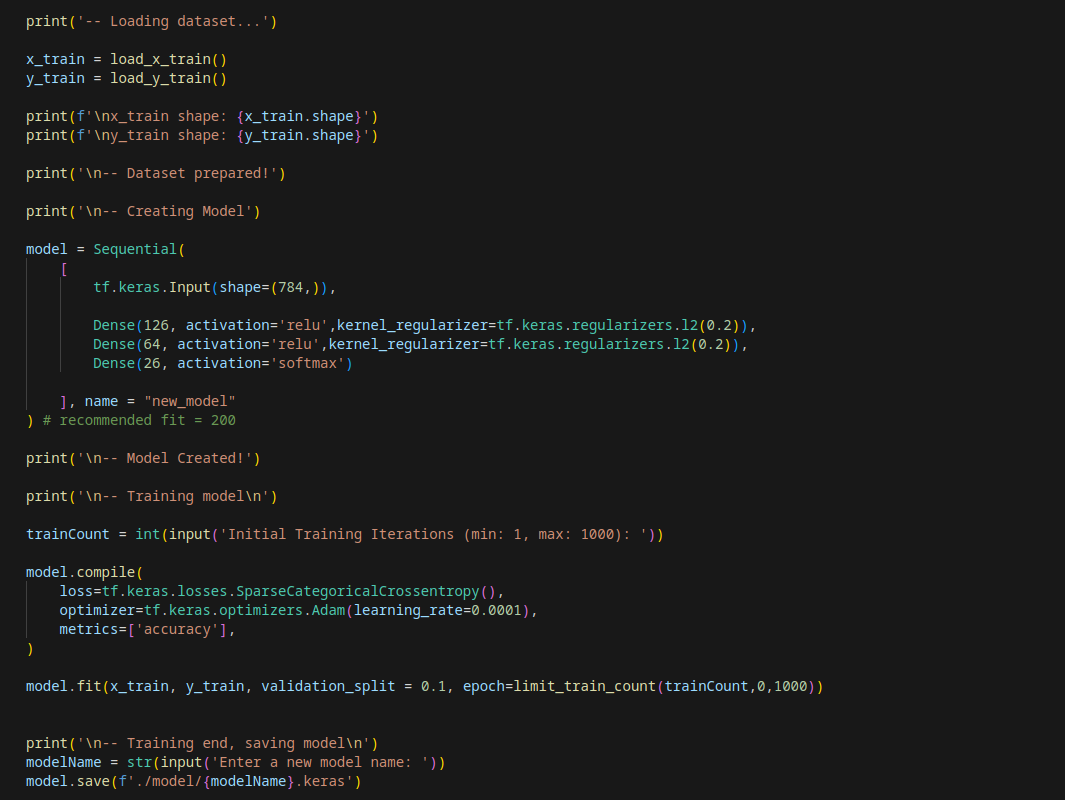 print('-- Loading dataset...')
x_train = load_x_train()
y_train = load_y_train()
print(f'\nx_train shape: {x_train.shape}')
print(f'\ny_train shape: {y_train.shape}')
print('\n-- Dataset prepared!')
print('\n-- Creating Model')
model = Sequential(
    [
        tf.keras.Input(shape=(784,)),
        Dense(126, activation='relu',kernel_regularizer=tf.keras.regularizers.l2(0.2)),
        Dense(64, activation='relu',kernel_regularizer=tf.keras.regularizers.l2(0.2)),
        Dense(26, activation='softmax')
    ], name = "new_model"
) # recommended fit = 200
print('\n-- Model Created!')
print('\n-- Training model\n')
trainCount = int(input('Initial Training Iterations (min: 1, max: 1000): '))
model.compile(
    loss=tf.keras.losses.SparseCategoricalCrossentropy(),
    optimizer=tf.keras.optimizers.Adam(learning_rate=0.0001),
    metrics=['accuracy'],
)
model.fit(x_train, y_train, validation_split = 0.1, epoch=limit_train_count(trainCount,0,1000))
print('\n-- Training end, saving model\n')
modelName = str(input('Enter a new model name: '))
model.save(f'./model/{modelName}.keras')